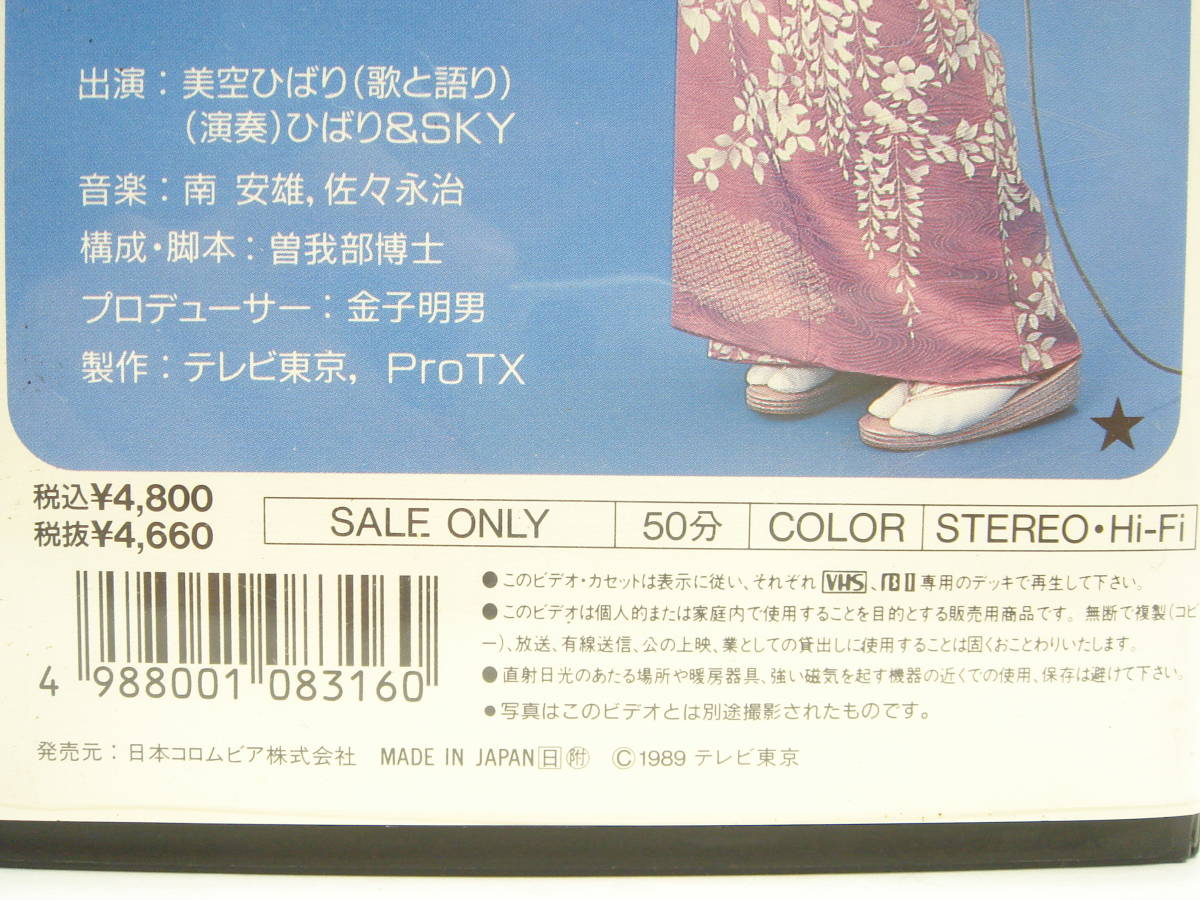 出演：美空ひばり(歌と語り)
(演奏)ひばり&SKY
音楽：南 安雄,佐々永治
構成・脚本：曽我部博士
プロデューサー：金子明男
製作：テレビ東京, ProTX
税込¥4,800
税抜¥4,660
SALE ONLY 50分 COLOR STEREO・Hi-Fi
●このビデオ・カセットは表示に従い、それぞれVHS、βII専用のデッキで再生して下さい。
●このビデオは個人的または家庭内で使用することを目的とする販売用商品です。無断で複製(コピ
ー)、放送、有線送信、公の上映、業としての貸出しに使用することは固くおことわりいたします。
●直射日光のあたる場所や暖房器具、強い磁気を起す機器の近くでの使用、保存は避けて下さい。
●写真はこのビデオとは別途撮影されたものです。
4 988001 083160
発売元：日本コロムビア株式会社 MADE IN JAPAN 日 附 ©1989 テレビ東京